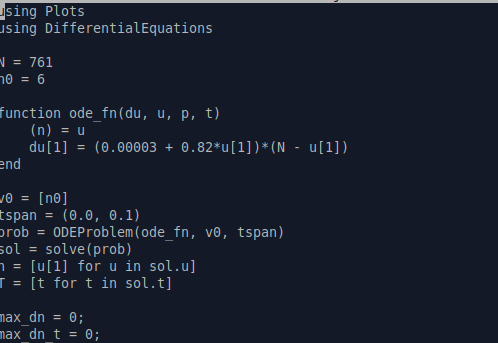 using Plots
using DifferentialEquations
N = 761
n0 = 6
function ode_fn(du, u, p, t)
(n) = u
du[1] = (0.00003 + 0.82*u[1])*(N - u[1])
end
v0 = [n0]
tspan = (0.0, 0.1)
prob = ODEProblem(ode_fn, v0, tspan)
sol = solve(prob)
n = [u[1] for u in sol.u]
T = [t for t in sol.t]
max_dn = 0;
max_dn_t = 0;